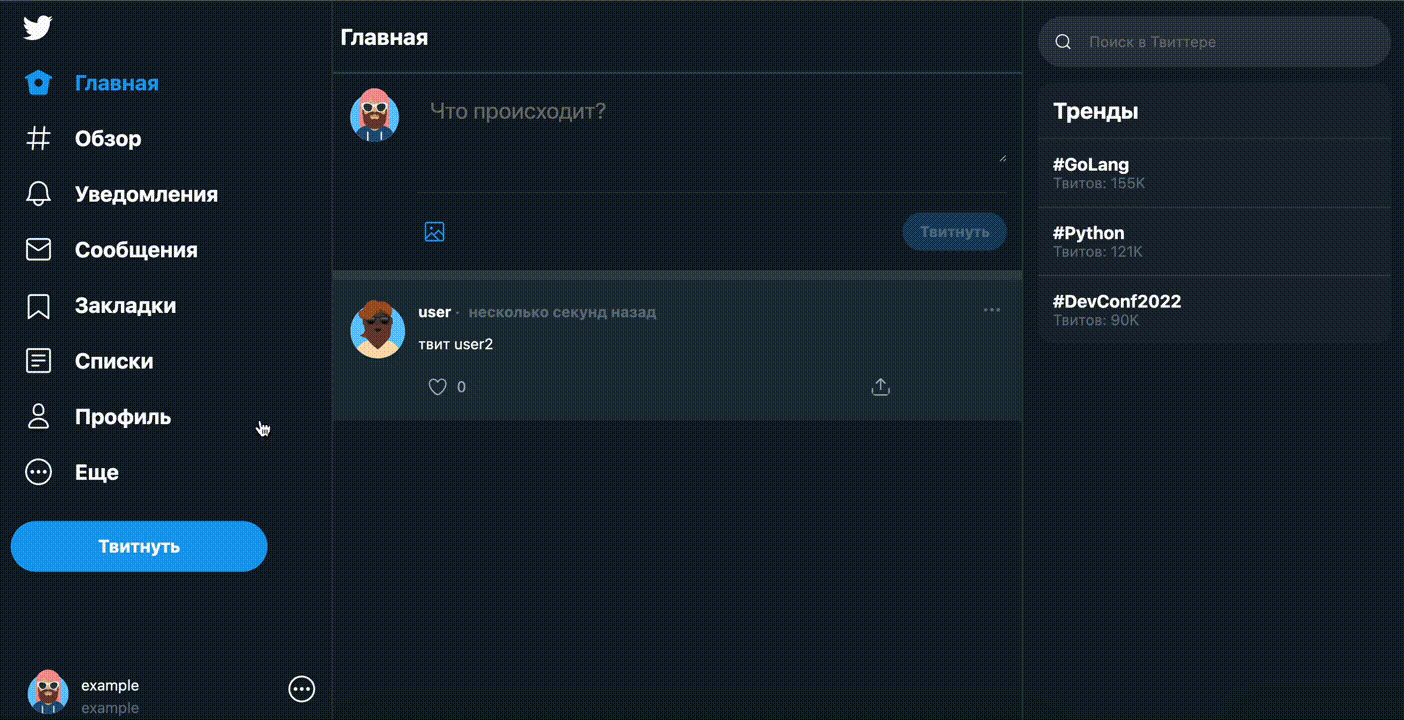 Главная
Обзор
Уведомления
Сообщения
Закладки
Списки
Профиль
Еще
Твитнуть
example
example
Главная
Что происходит?
Твитнуть
user · несколько секунд назад
твит user2
0
Поиск в Твиттере
Тренды
#GoLang
Твитов: 155K
#Python
Твитов: 121K
#DevConf2022
Твитов: 90K